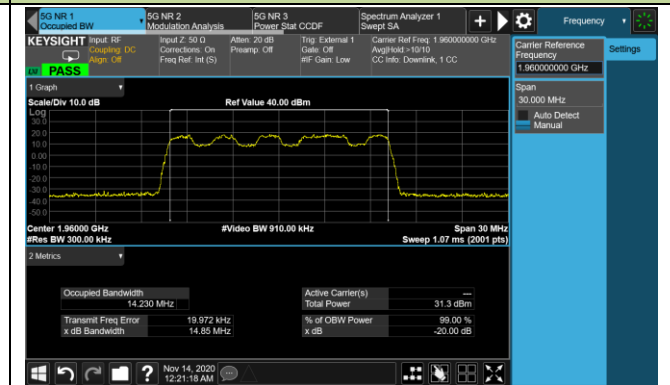 5G NR 1
Occupied BW
5G NR 2
Modulation Analysis
5G NR 3
Power Stat CCDF
Spectrum Analyzer 1
Swept SA
Frequency
KEYSIGHT
Input: RF
Coupling: DC
Align: Off
Input Z: 50 Ω
Corrections: On
Freq Ref: Int (S)
Atten: 20 dB
Preamp: Off
Trig: External 1
Gate: Off
#IF Gain: Low
Carrier Ref Freq: 1.960000000 GHz
Avg|Hold:>10/10
CC Info: Downlink, 1 CC
PASS
Carrier Reference
Frequency
1.960000000 GHz
Settings
Span
30.000 MHz
Auto Detect
Manual
1 Graph
Scale/Div 10.0 dB
Ref Value 40.00 dBm
Log
30.0
20.0
10.0
0.00
-10.0
-20.0
-30.0
-40.0
-50.0
Center 1.96000 GHz
#Video BW 910.00 kHz
Span 30 MHz
#Res BW 300.00 kHz
Sweep 1.07 ms (2001 pts)
2 Metrics
Occupied Bandwidth
14.230 MHz
Active Carrier(s)
—
Total Power
31.3 dBm
Transmit Freq Error
19.972 kHz
% of OBW Power
99.00 %
x dB Bandwidth
14.85 MHz
x dB
-20.00 dB
?
Nov 14, 2020
12:21:18 AM